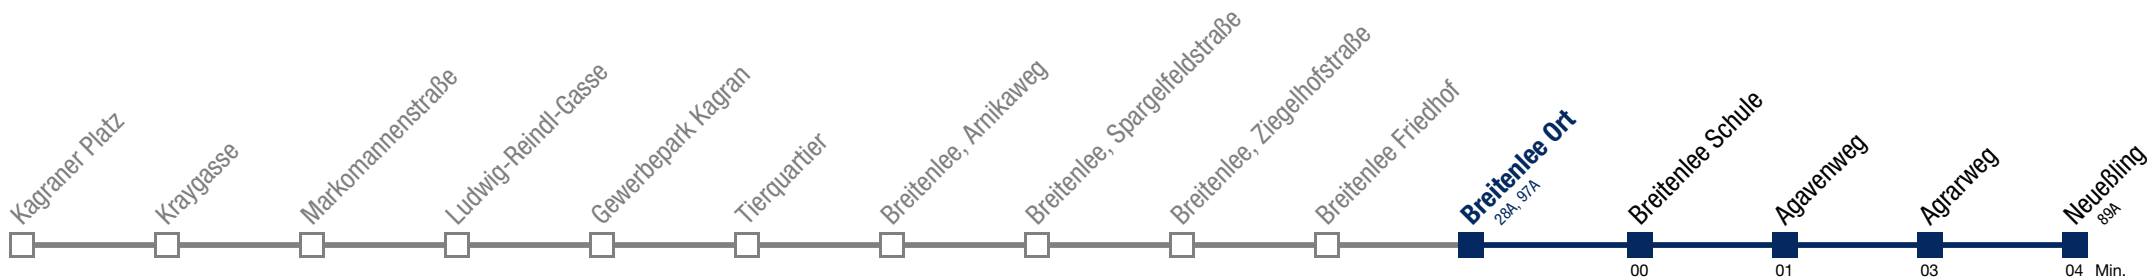 Kagraner Platz
Kraygasse
Markomannenstraße
Ludwig-Reindl-Gasse
Gewerbepark Kagran
Tierquartier
Breitenlee, Arnikaweg
Breitenlee, Spargelfeldstraße
Breitenlee, Ziegelhofstraße
Breitenlee Friedhof
Breitenlee Ort
28A, 97A
Breitenlee Schule
Agavenweg
Agrarweg
Neueßling
89A
00 01 03 04 Min.